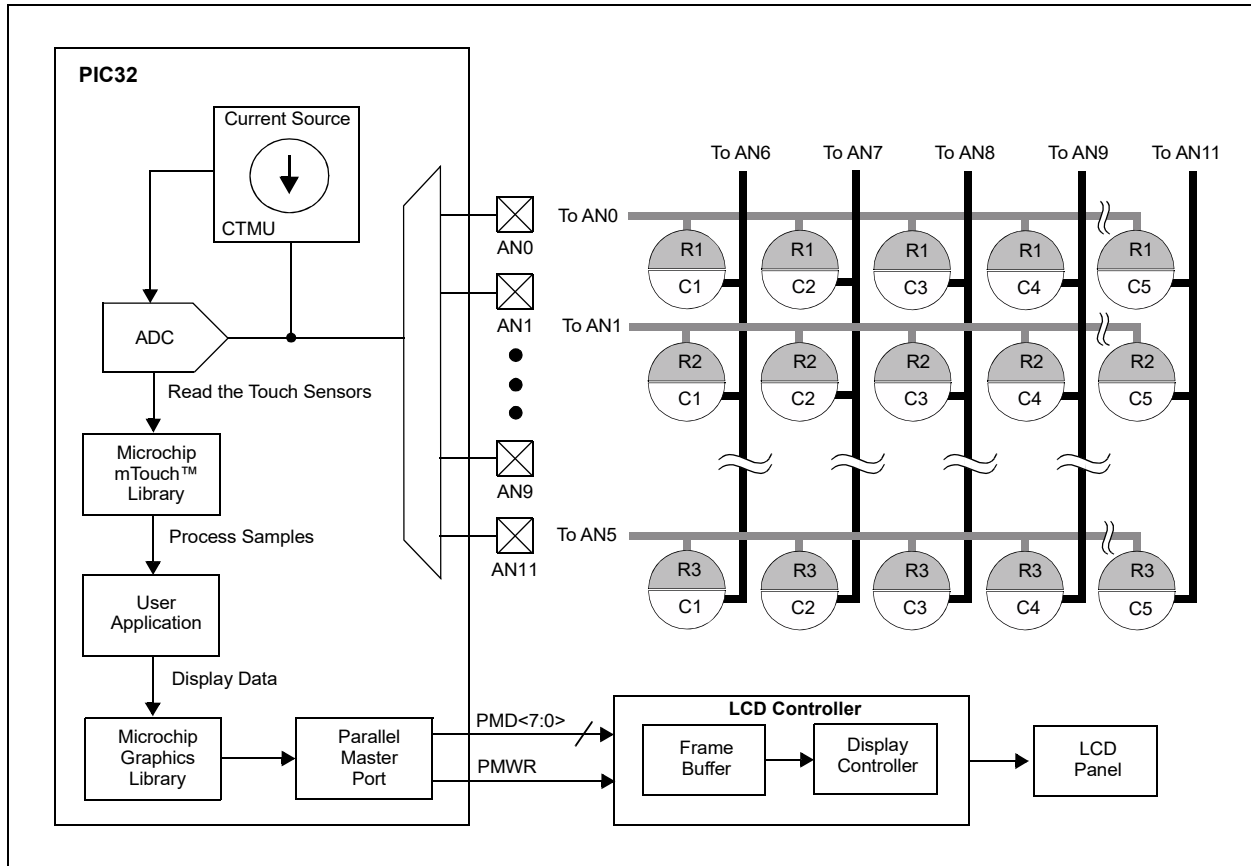 PIC32
Current Source
CTMU
ADC
Read the Touch Sensors
Microchip
mTouch™
Library
Process Samples
User
Application
Display Data
Microchip
Graphics
Library
Parallel
Master
Port
AN0
AN1
AN9
AN11
To AN6
To AN7
To AN8
To AN9
To AN11
To AN0
R1 R1 R1 R1 R1
C1 C2 C3 C4 C5
To AN1
R2 R2 R2 R2 R2
C1 C2 C3 C4 C5
To AN5
R3 R3 R3 R3 R3
C1 C2 C3 C4 C5
PMD<7:0>
PMWR
LCD Controller
Frame
Buffer
Display
Controller
LCD
Panel